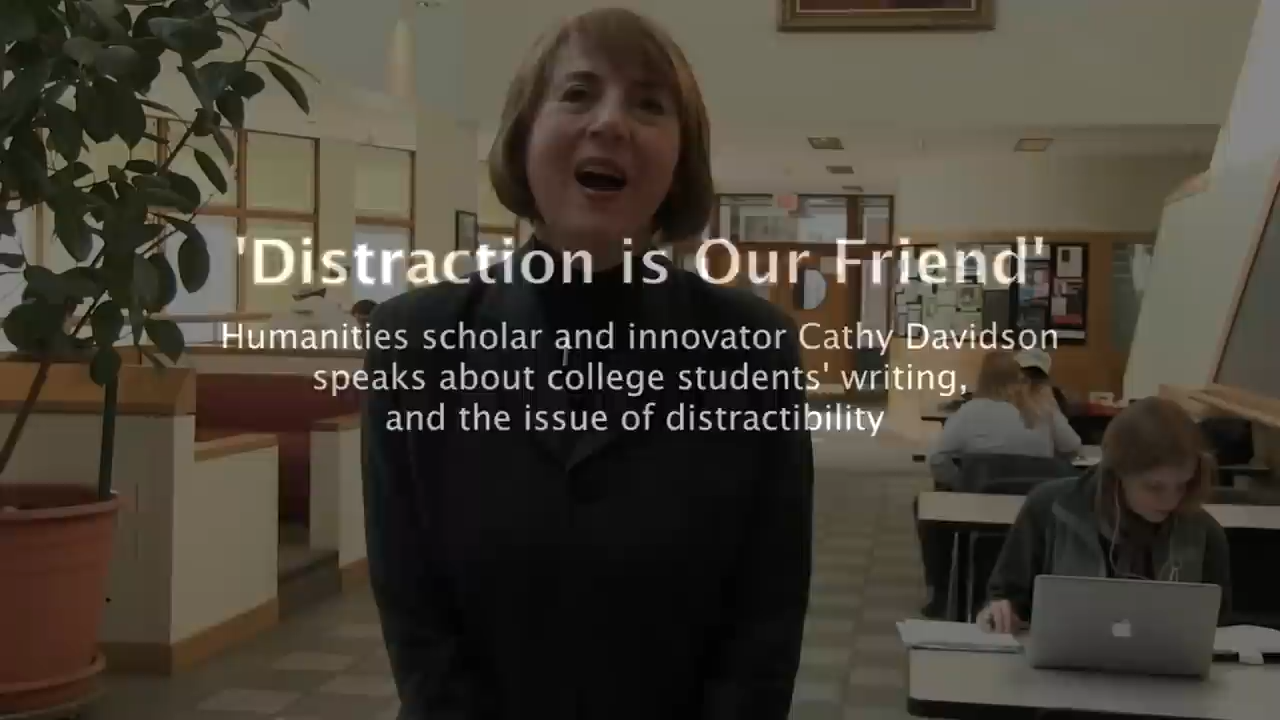 'Distraction is Our Friend'
Humanities scholar and innovator Cathy Davidson
speaks about college students' writing,
and the issue of distractibility